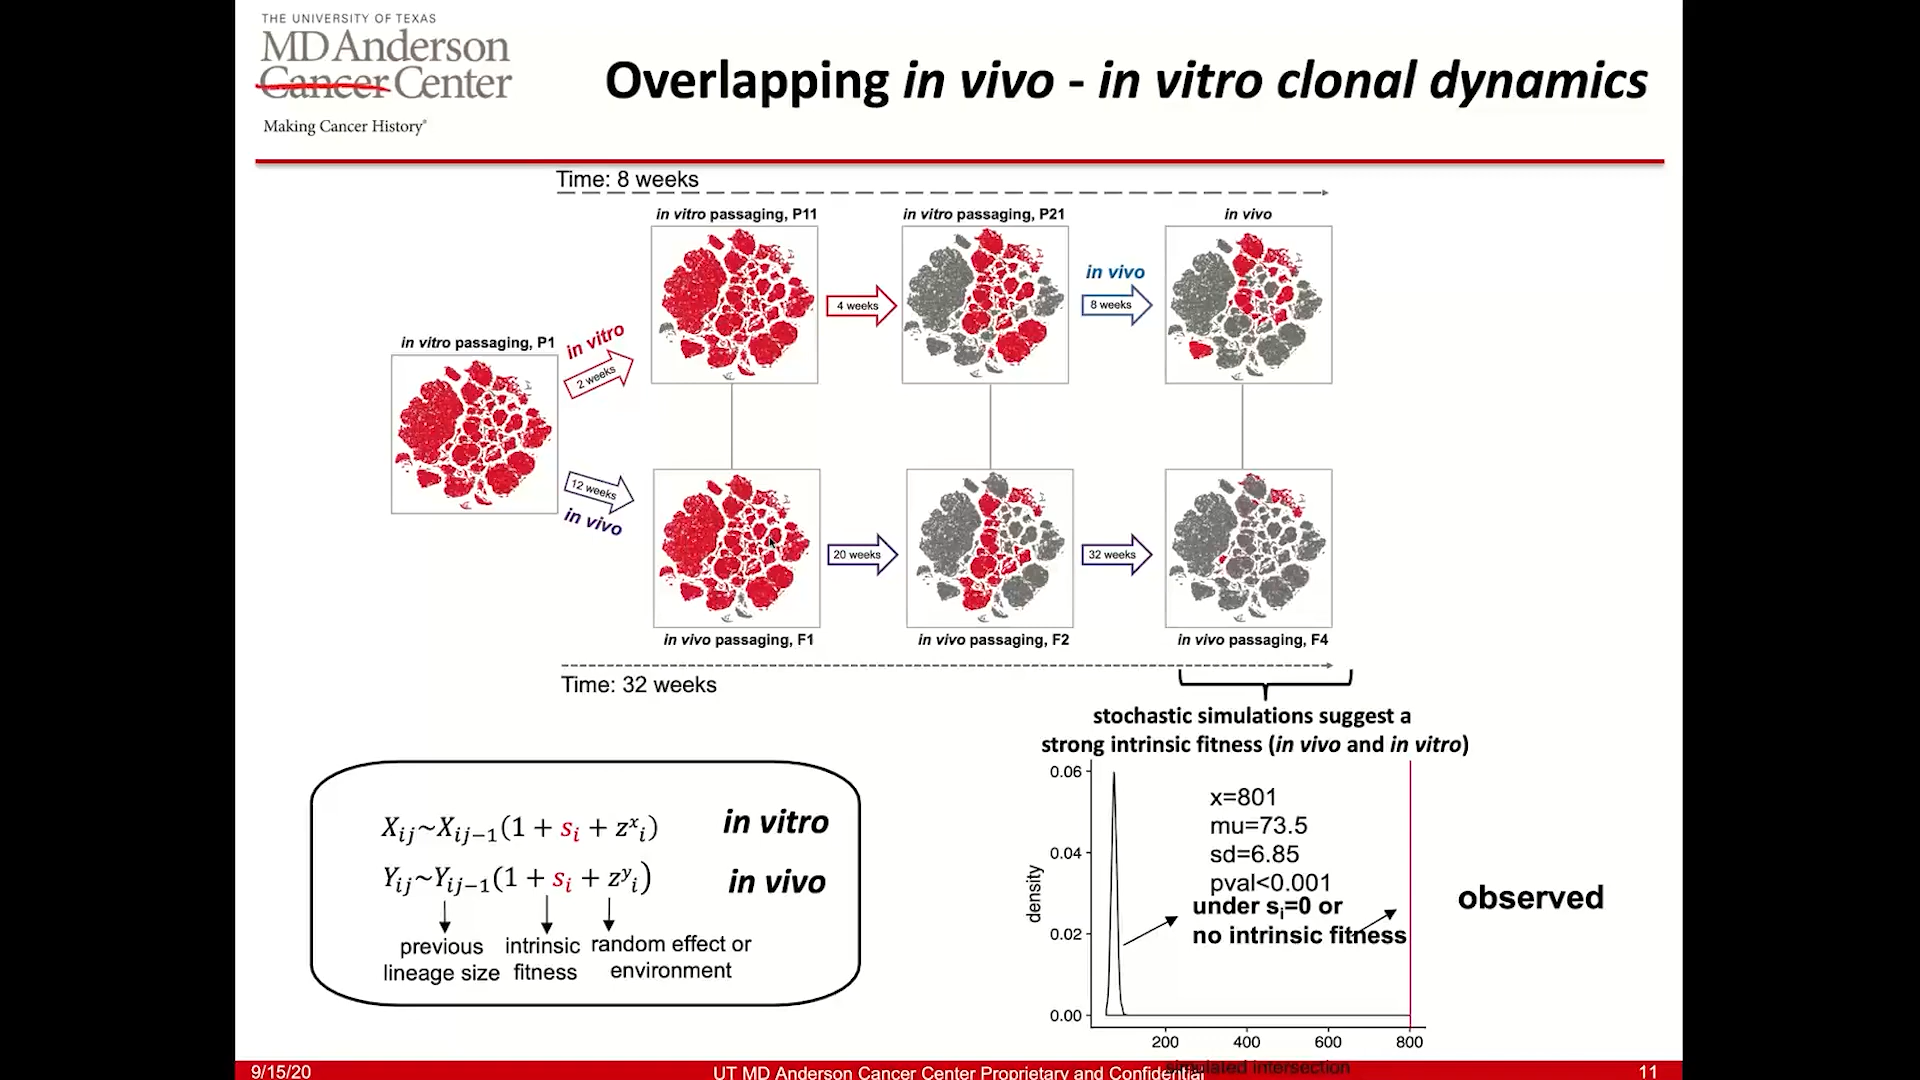 THE UNIVERSITY OF TEXAS
MD Anderson
Cancer Center
Making Cancer History®
Overlapping in vivo - in vitro clonal dynamics
Time: 8 weeks
in vitro passaging, P11
in vitro passaging, P21
in vivo
in vitro passaging, P1
in vitro
2 weeks
4 weeks
in vivo
8 weeks
12 weeks
in vivo
20 weeks
32 weeks
in vivo passaging, F1
in vivo passaging, F2
in vivo passaging, F4
Time: 32 weeks
stochastic simulations suggest a
strong intrinsic fitness (in vivo and in vitro)
Xij~Xij−1(1 + si + zxi) in vitro
Yij~Yij−1(1 + si + zyi) in vivo
previous
lineage size
intrinsic
fitness
random effect or
environment
density
0.06
0.04
0.02
0.00
x=801
mu=73.5
sd=6.85
pval<0.001
under si=0 or
no intrinsic fitness
observed
200 400 600 800
simulated intersection
9/15/20
UT MD Anderson Cancer Center Proprietary and Confidential
11